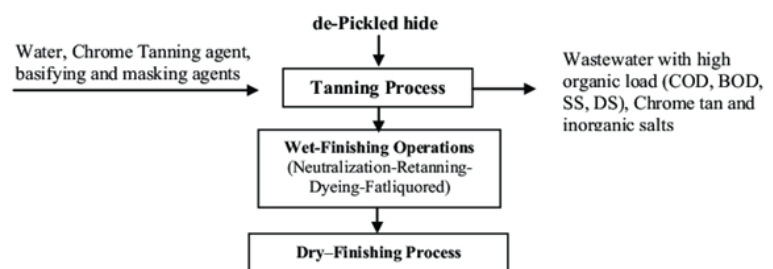 de-Pickled hide
Water, Chrome Tanning agent,
basifying and masking agents
Tanning Process
Wastewater with high
organic load (COD, BOD,
SS, DS), Chrome tan and
inorganic salts
Wet-Finishing Operations
(Neutralization-Retanning-
Dyeing-Fatliquored)
Dry–Finishing Process